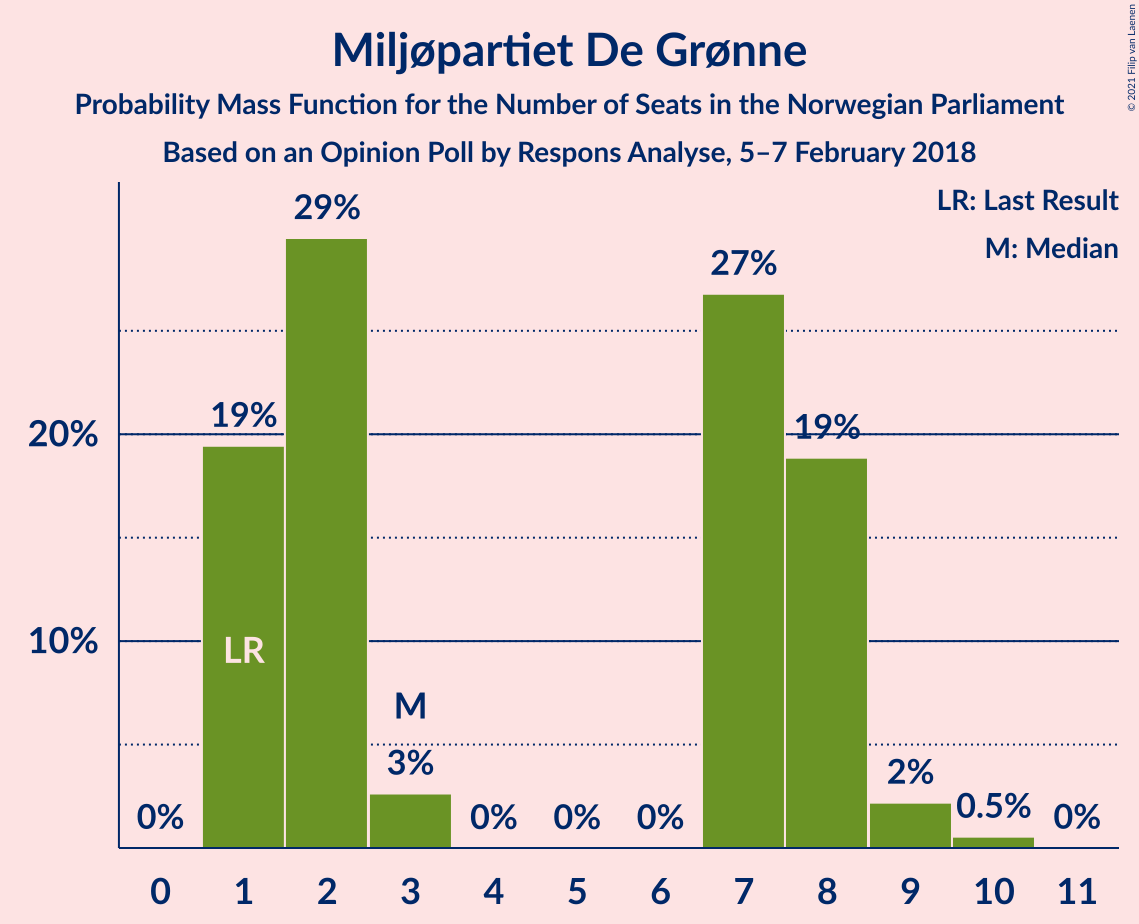 Miljøpartiet De Grønne
Probability Mass Function for the Number of Seats in the Norwegian Parliament
Based on an Opinion Poll by Respons Analyse, 5–7 February 2018
© 2021 Filip van Laenen
LR: Last Result
M: Median
29%
27%
19%
19%
20%
10%
LR
M
3%
2%
0.5%
0%
0%
0%
0%
0%
0 1 2 3 4 5 6 7 8 9 10 11